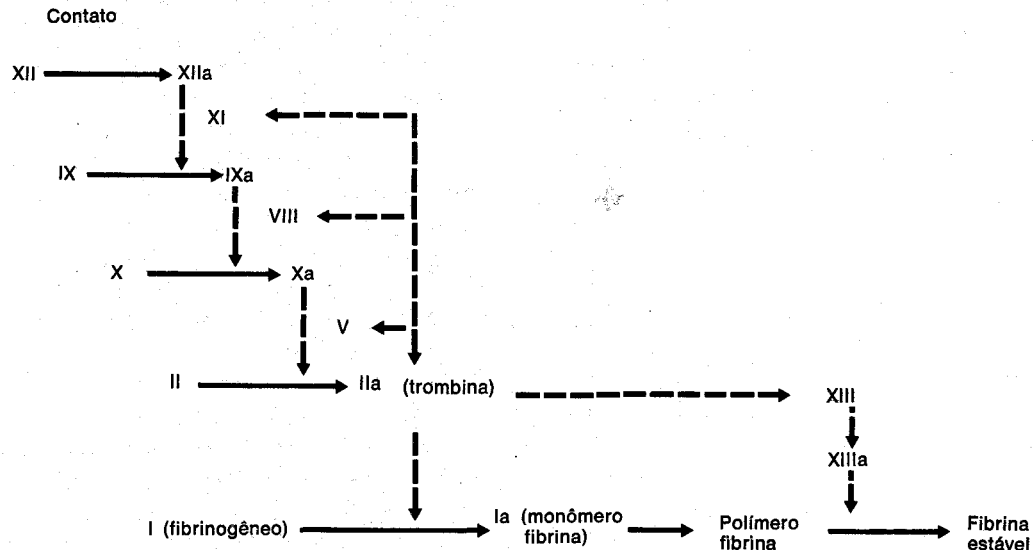 Contato
XII XIIa
XI
IX IXa
VIII
X Xa
V
II IIa (trombina)
XIII
XIIIa
I (fibrinogêneo) Ia (monômero fibrina) Polímero fibrina Fibrina estável